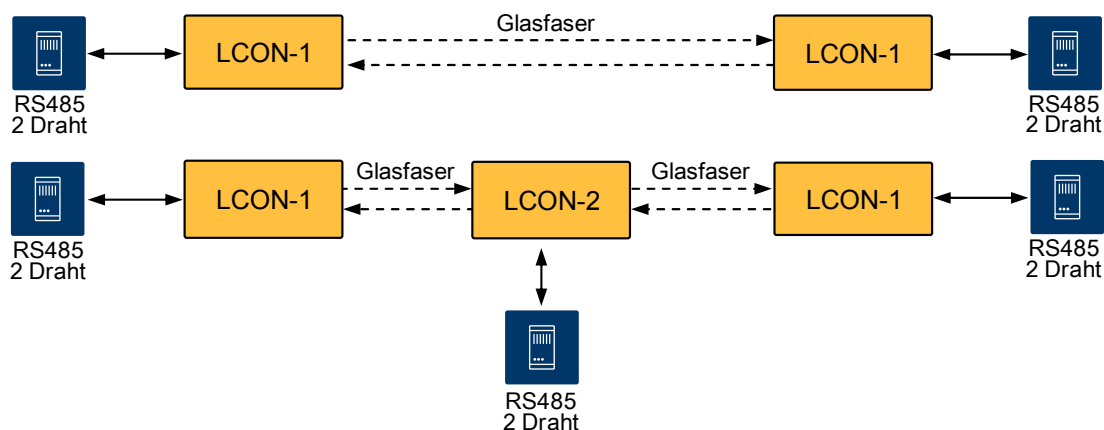 Glasfaser
LCON-1
LCON-1
RS485
2 Draht
RS485
2 Draht
Glasfaser
Glasfaser
LCON-1
LCON-2
LCON-1
RS485
2 Draht
RS485
2 Draht
RS485
2 Draht